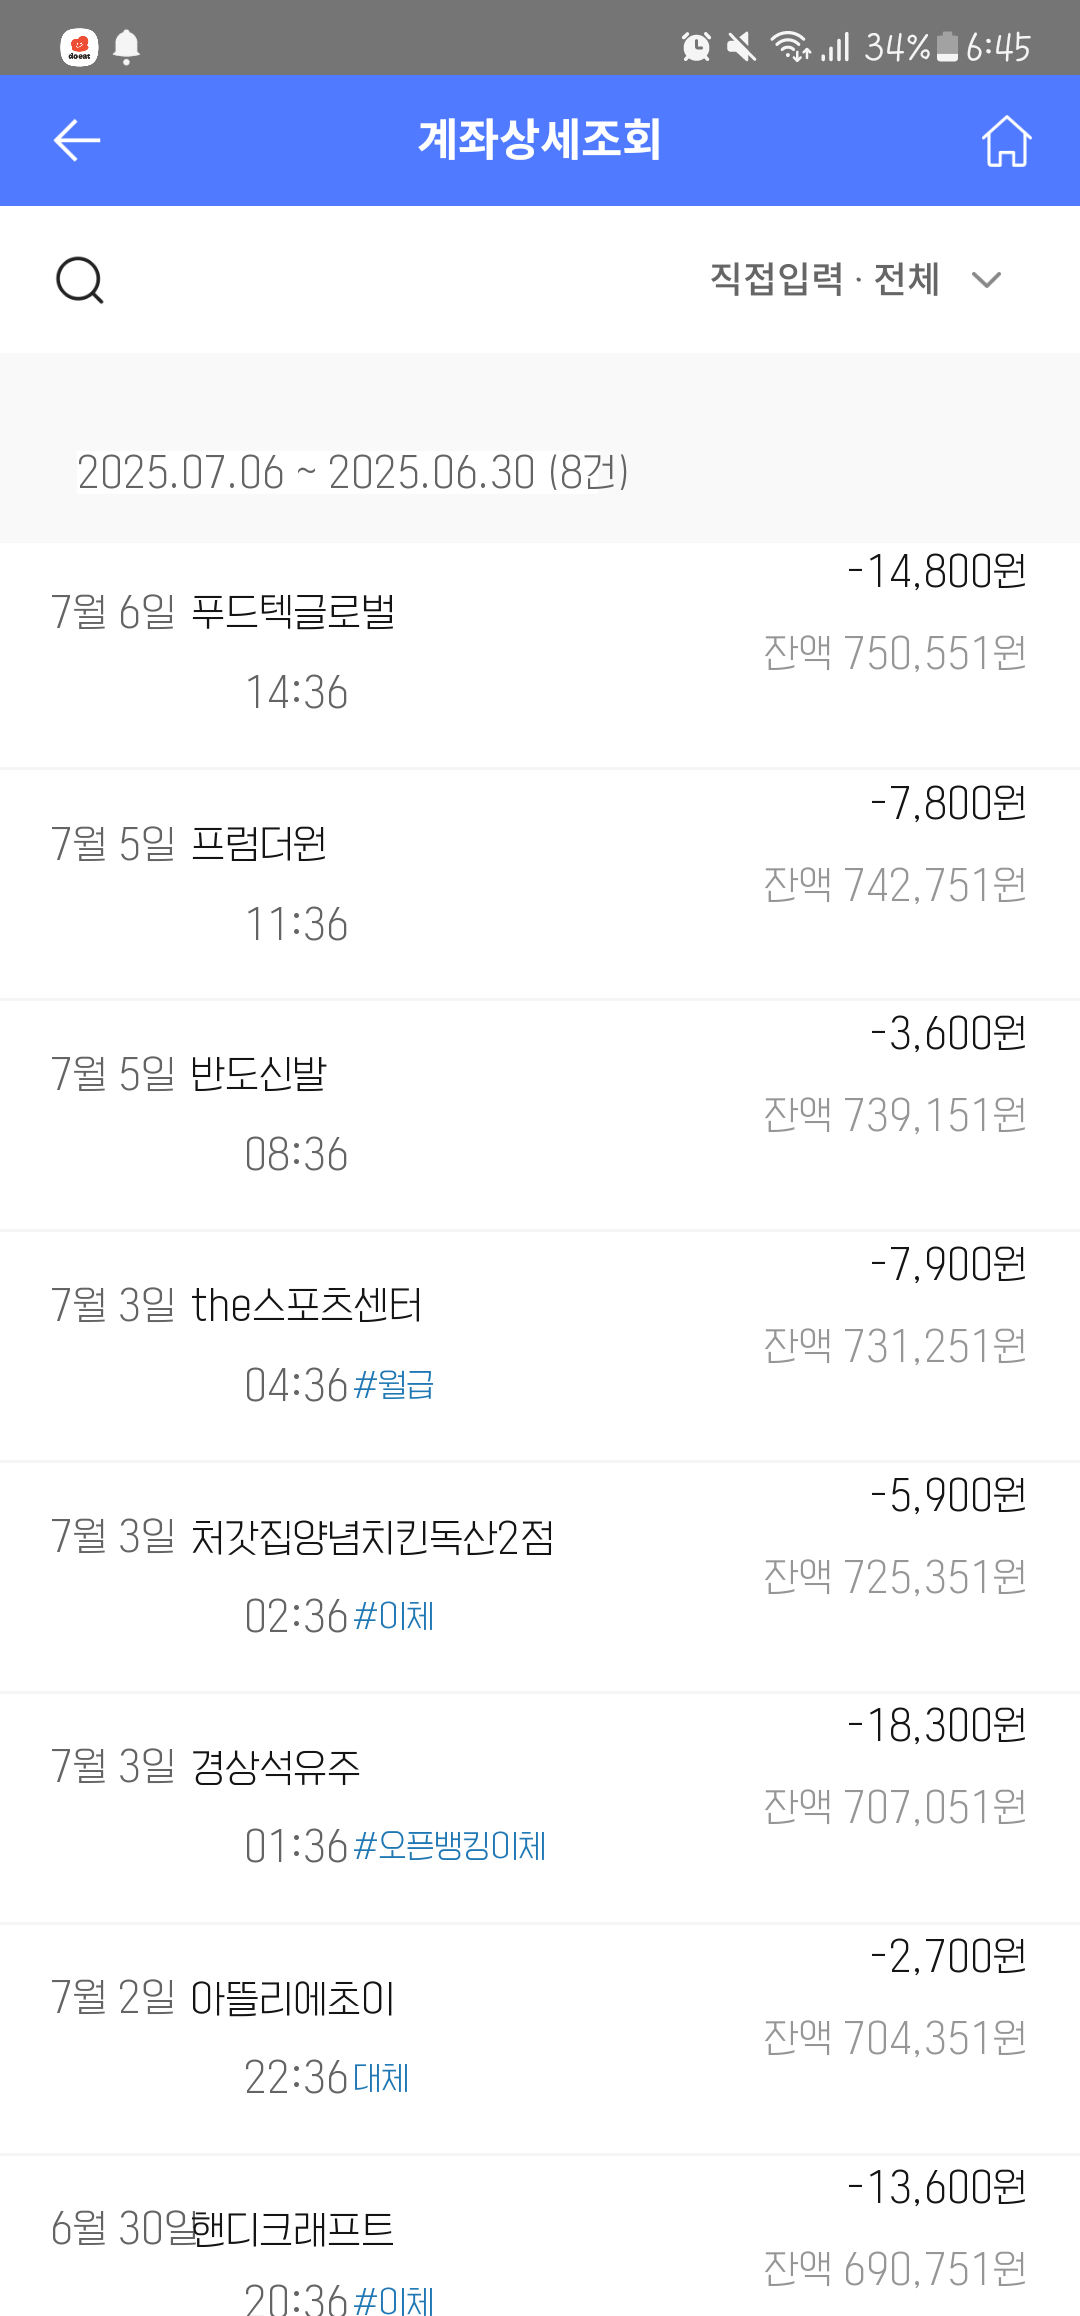 doeat
34% 6:45
계좌상세조회
직접입력 · 전체
2025.07.06 ~ 2025.06.30 (8건)
-14,800원
7월 6일 푸드텍글로벌
잔액 750,551원
14:36
-7,800원
7월 5일 프럼더원
잔액 742,751원
11:36
-3,600원
7월 5일 반도신발
잔액 739,151원
08:36
-7,900원
7월 3일 the스포츠센터
잔액 731,251원
04:36 #월급
-5,900원
7월 3일 처갓집양념치킨독산2점
잔액 725,351원
02:36 #이체
-18,300원
7월 3일 경상석유주
잔액 707,051원
01:36 #오픈뱅킹이체
-2,700원
7월 2일 아뜰리에초이
잔액 704,351원
22:36 대체
-13,600원
6월 30일 핸디크래프트
잔액 690,751원
20:36 #이체